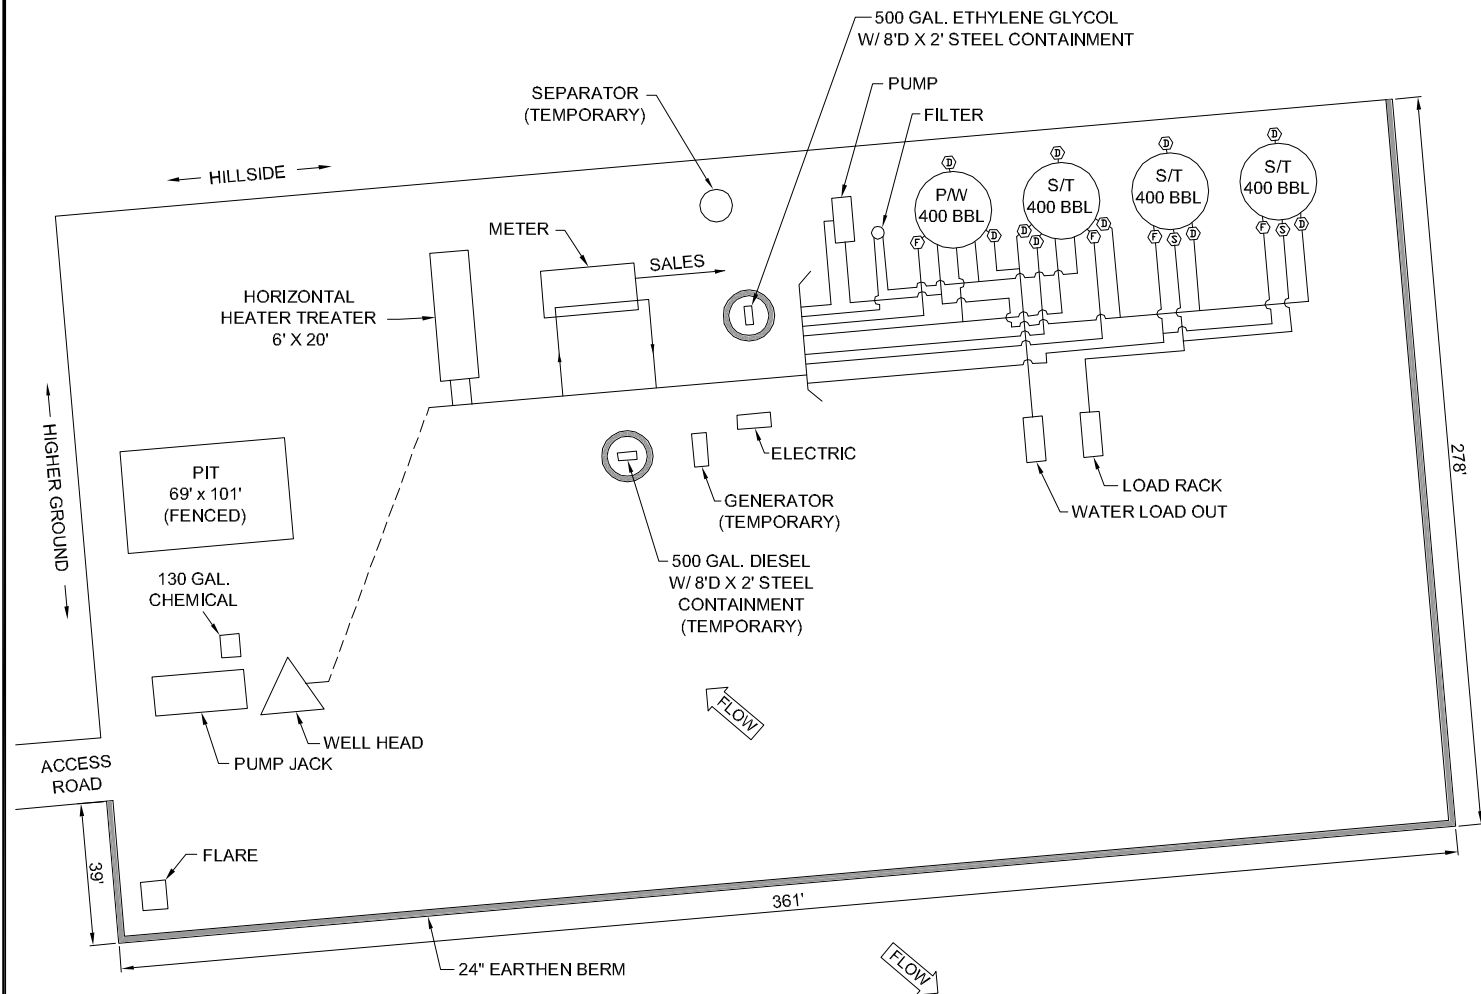 500 GAL. ETHYLENE GLYCOL
W/ 8'D X 2' STEEL CONTAINMENT
PUMP
SEPARATOR
(TEMPORARY)
FILTER
HILLSIDE
D
D
D
D
P/W
400 BBL
S/T
400 BBL
S/T
400 BBL
S/T
400 BBL
F
D
D
D
F
D
F
S
D
F
S
D
METER
SALES
HORIZONTAL
HEATER TREATER
6' X 20'
HIGHER GROUND
PIT
69' x 101'
(FENCED)
ELECTRIC
GENERATOR
(TEMPORARY)
LOAD RACK
WATER LOAD OUT
278'
500 GAL. DIESEL
W/ 8'D X 2' STEEL
CONTAINMENT
(TEMPORARY)
130 GAL.
CHEMICAL
FLOW
WELL HEAD
PUMP JACK
ACCESS
ROAD
39'
FLARE
361'
24" EARTHEN BERM
FLOW